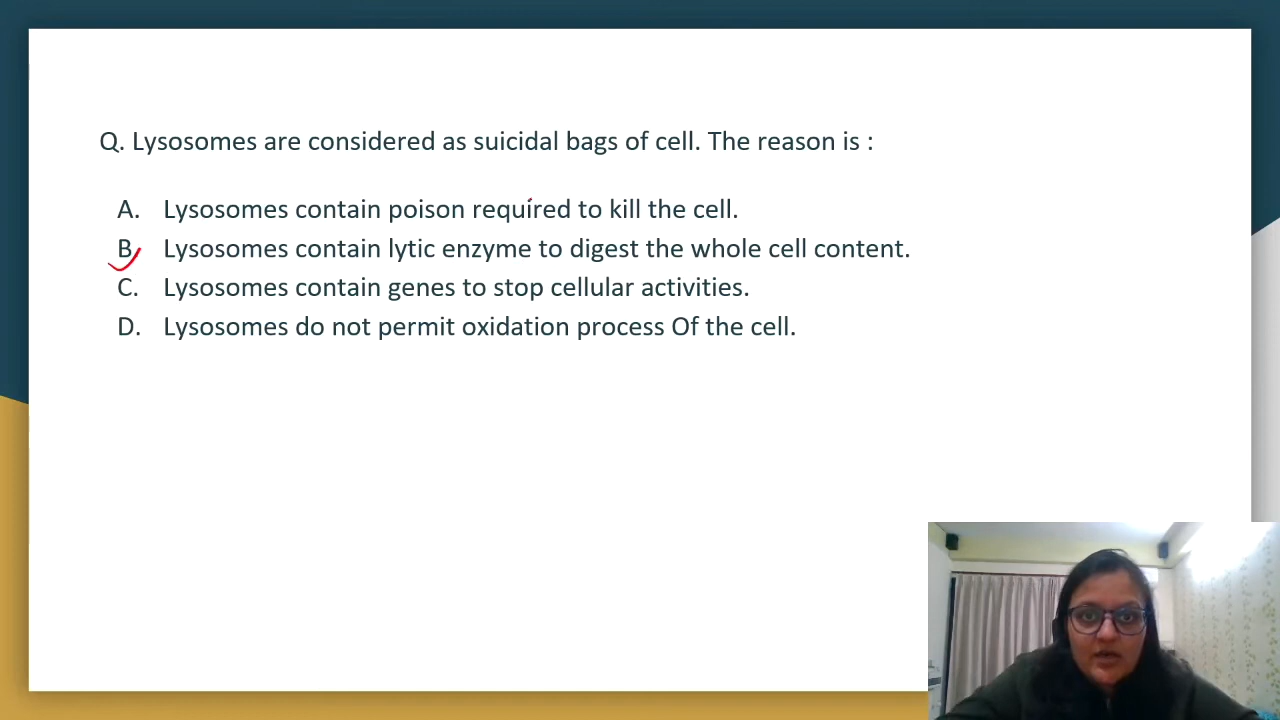 Q. Lysosomes are considered as suicidal bags of cell. The reason is :
A. Lysosomes contain poison required to kill the cell.
B. Lysosomes contain lytic enzyme to digest the whole cell content.
C. Lysosomes contain genes to stop cellular activities.
D. Lysosomes do not permit oxidation process Of the cell.